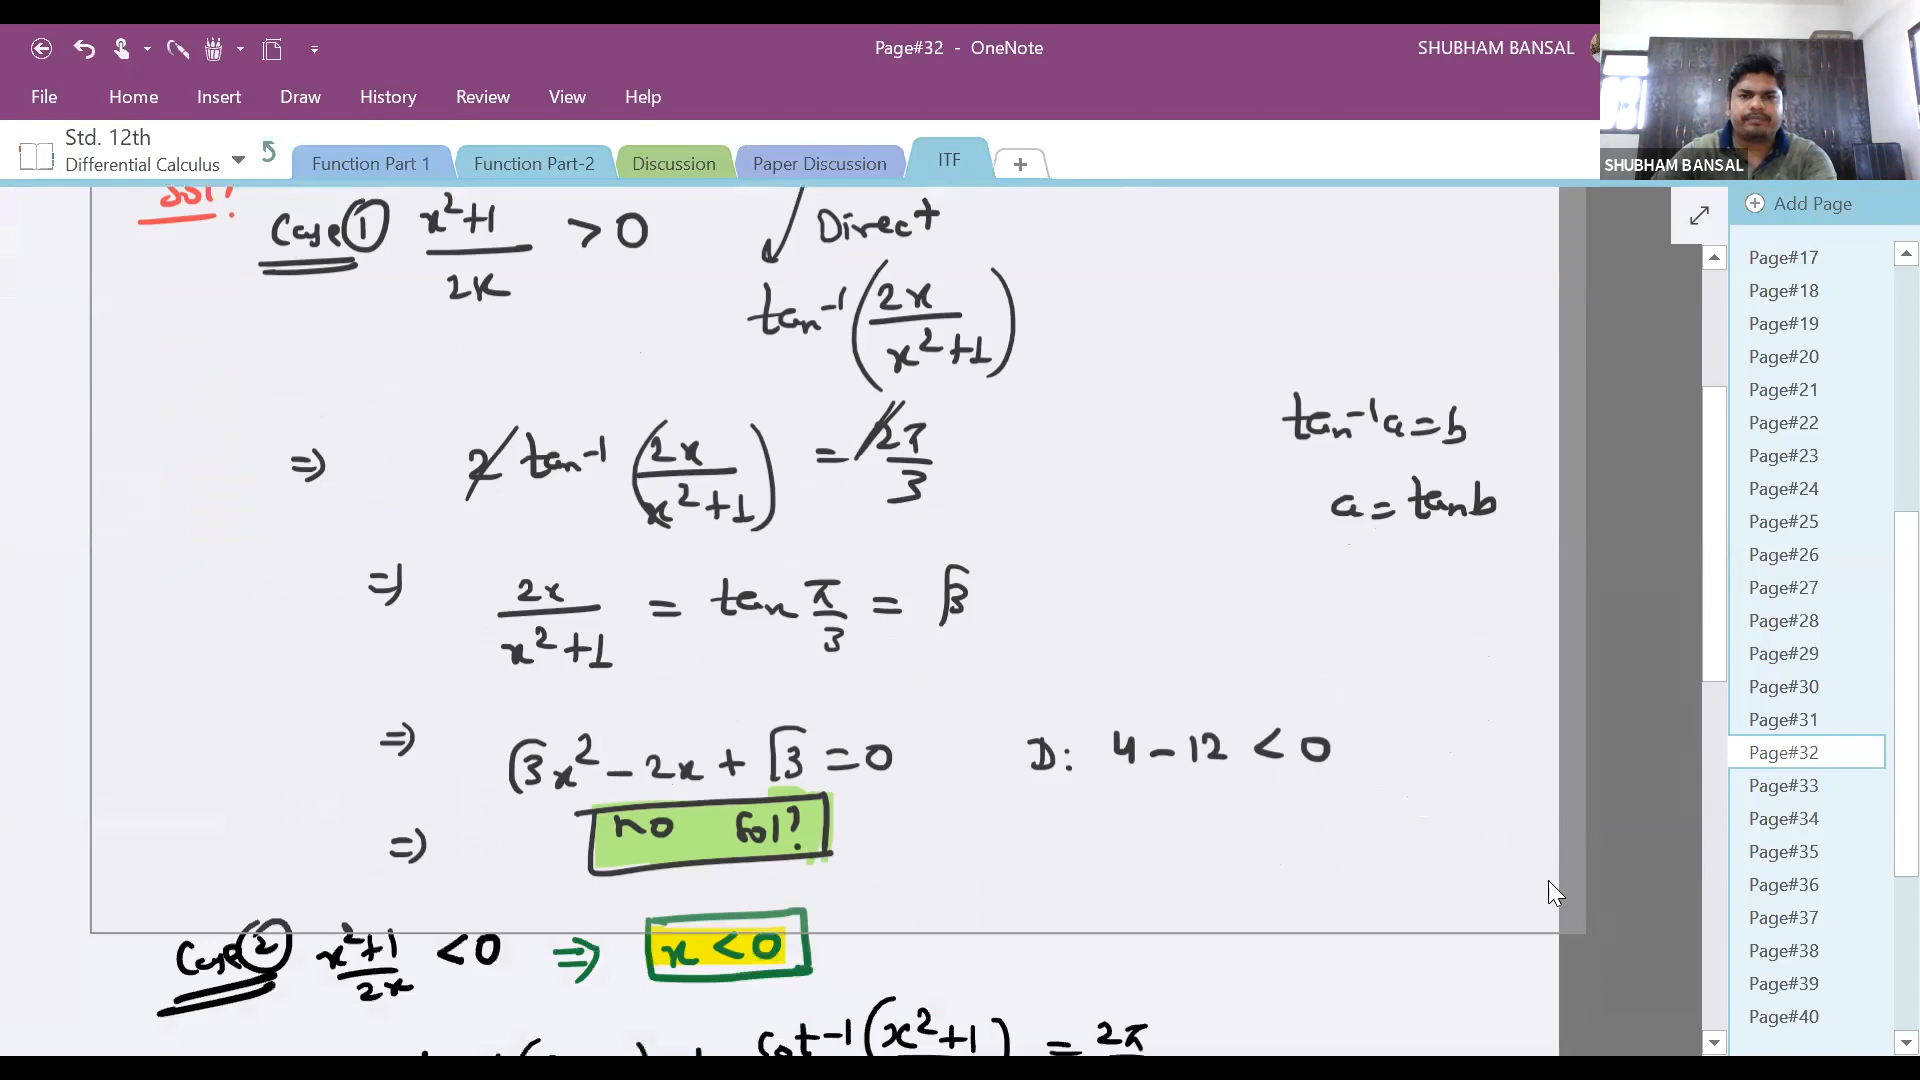 Page#32 - OneNote
SHUBHAM BANSAL
File Home Insert Draw History Review View Help
Std. 12th
Differential Calculus
Function Part 1
Function Part-2
Discussion
Paper Discussion
ITF
SHUBHAM BANSAL
Add Page
Page#17
Page#18
Page#19
Page#20
Page#21
Page#22
Page#23
Page#24
Page#25
Page#26
Page#27
Page#28
Page#29
Page#30
Page#31
Page#32
Page#33
Page#34
Page#35
Page#36
Page#37
Page#38
Page#39
Page#40
Case ① (x²+1)/2x > 0
Direct
tan⁻¹(2x/(x²+1))
tan⁻¹a = b
a = tan b
⇒ 2 tan⁻¹(2x/(x²+1)) = 2π/3
⇒ 2x/(x²+1) = tan π/3 = √3
⇒ √3x² - 2x + √3 = 0 D: 4 - 12 < 0
⇒ no Sol?
Case ② (x²+1)/2x < 0 ⇒ x < 0
cot⁻¹(x²+1) = 2π